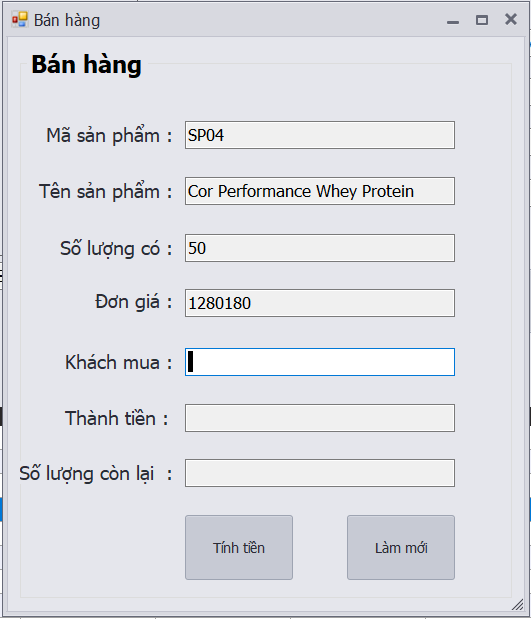 Bán hàng
Bán hàng
Mã sản phẩm : SP04
Tên sản phẩm : Cor Performance Whey Protein
Số lượng có : 50
Đơn giá : 1280180
Khách mua :
Thành tiền :
Số lượng còn lại :
Tính tiền Làm mới